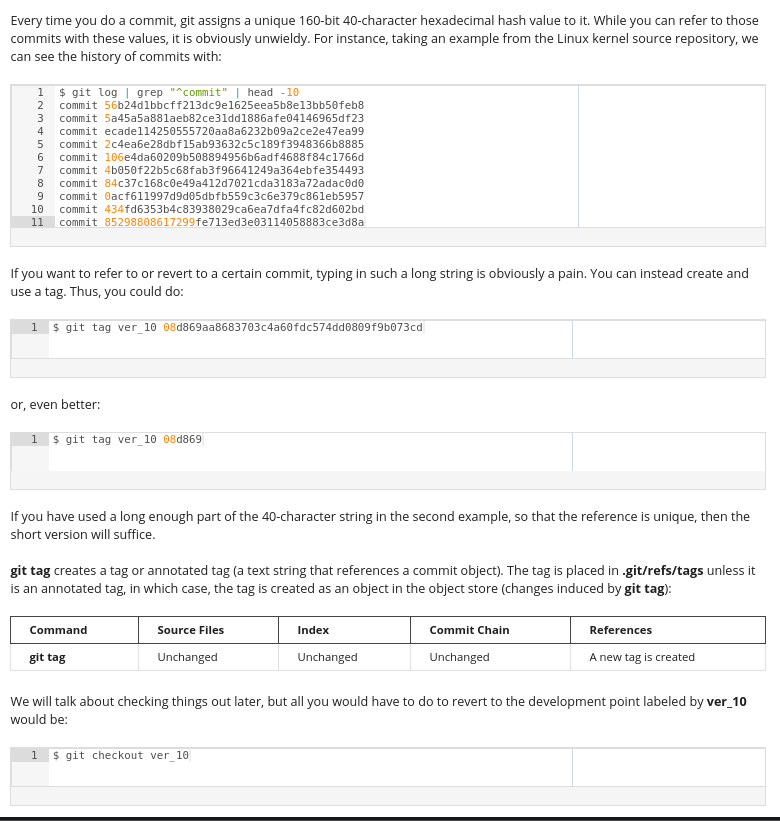 Every time you do a commit, git assigns a unique 160-bit 40-character hexadecimal hash value to it. While you can refer to those
commits with these values, it is obviously unwieldy. For instance, taking an example from the Linux kernel source repository, we
can see the history of commits with:
1 $ git log | grep "^commit" | head -10
2 commit 56b24d1bbcff213dc9e1625eea5b8e13bb50feb8
3 commit 5a45a5a881aeb82ce31dd1886afe04146965df23
4 commit ecade114250555720aa8a6232b09a2ce2e47ea99
5 commit 2c4ea6e28dbf15ab93632c5c189f3948366b8885
6 commit 106e4da60209b508894956b6adf4688f84c1766d
7 commit 4b050f22b5c68fab3f96641249a364ebfe354493
8 commit 84c37c168c0e49a412d7021cda3183a72adac0d0
9 commit 0acf611997d9d05dbfb559c3c6e379c861eb5957
10 commit 434fd6353b4c83938029ca6ea7dfa4fc82d602bd
11 commit 85298808617299fe713ed3e03114058883ce3d8a
If you want to refer to or revert to a certain commit, typing in such a long string is obviously a pain. You can instead create and
use a tag. Thus, you could do:
1 $ git tag ver_10 08d869aa8683703c4a60fdc574dd0809f9b073cd
or, even better:
1 $ git tag ver_10 08d869
If you have used a long enough part of the 40-character string in the second example, so that the reference is unique, then the
short version will suffice.
git tag creates a tag or annotated tag (a text string that references a commit object). The tag is placed in .git/refs/tags unless it
is an annotated tag, in which case, the tag is created as an object in the object store (changes induced by git tag):
Command Source Files Index Commit Chain References
git tag Unchanged Unchanged Unchanged A new tag is created
We will talk about checking things out later, but all you would have to do to revert to the development point labeled by ver_10
would be:
1 $ git checkout ver_10